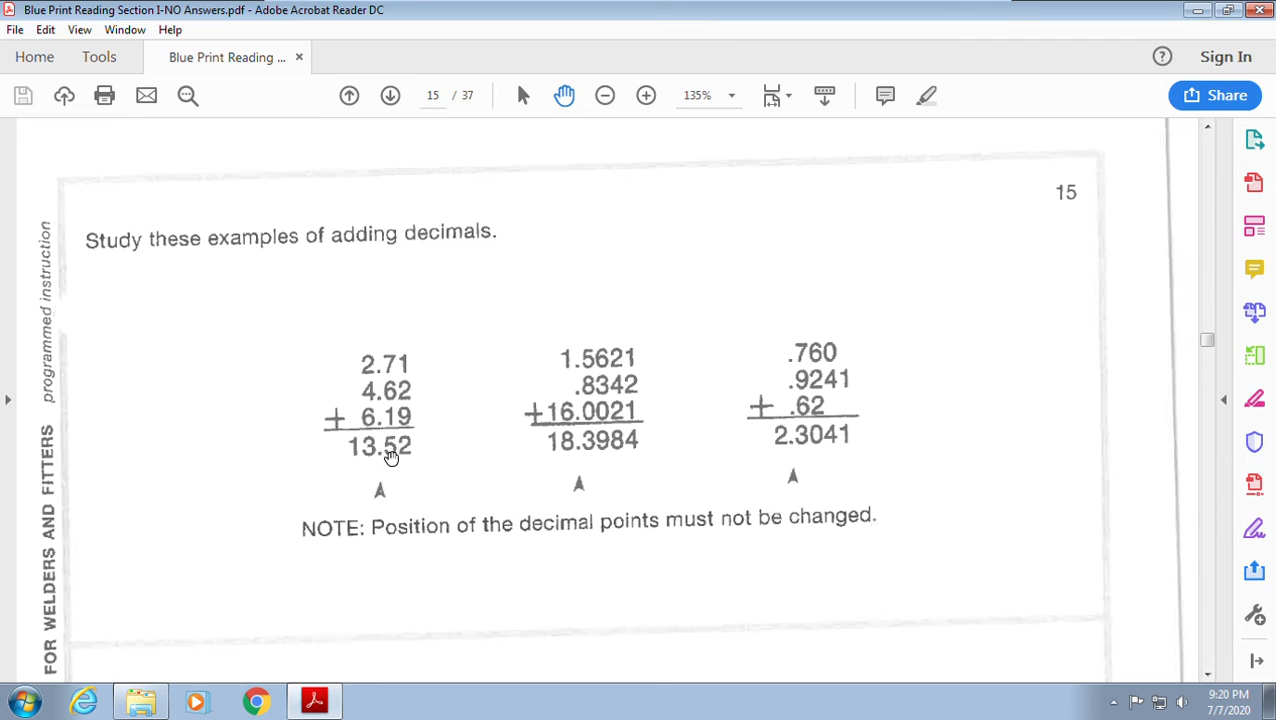 Blue Print Reading Section I-NO Answers.pdf - Adobe Acrobat Reader DC
File Edit View Window Help
Home Tools Blue Print Reading ... ×
Sign In
15 / 37
135%
Share
15
Study these examples of adding decimals.
2.71
4.62
+ 6.19
13.52
1.5621
.8342
+16.0021
18.3984
.760
.9241
+ .62
2.3041
NOTE: Position of the decimal points must not be changed.
FOR WELDERS AND FITTERS programmed instruction
9:20 PM
7/7/2020